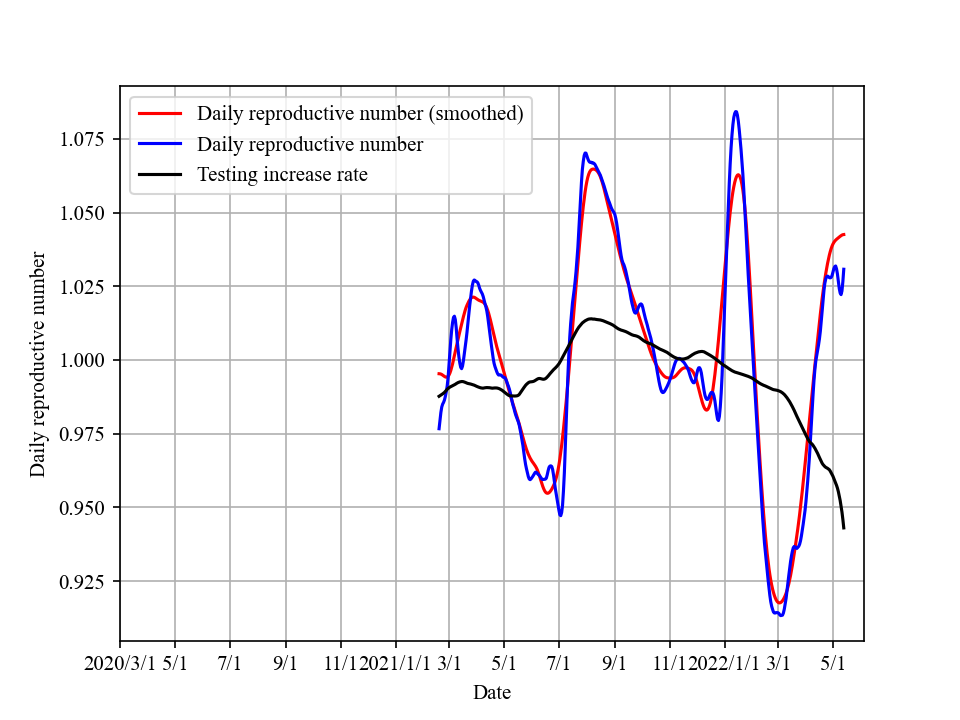 Daily reproductive number (smoothed)
Daily reproductive number
Testing increase rate
Daily reproductive number
1.075
1.050
1.025
1.000
0.975
0.950
0.925
2020/3/1 5/1 7/1 9/1 11/1 2021/1/1 3/1 5/1 7/1 9/1 11/1 2022/1/1 3/1 5/1
Date